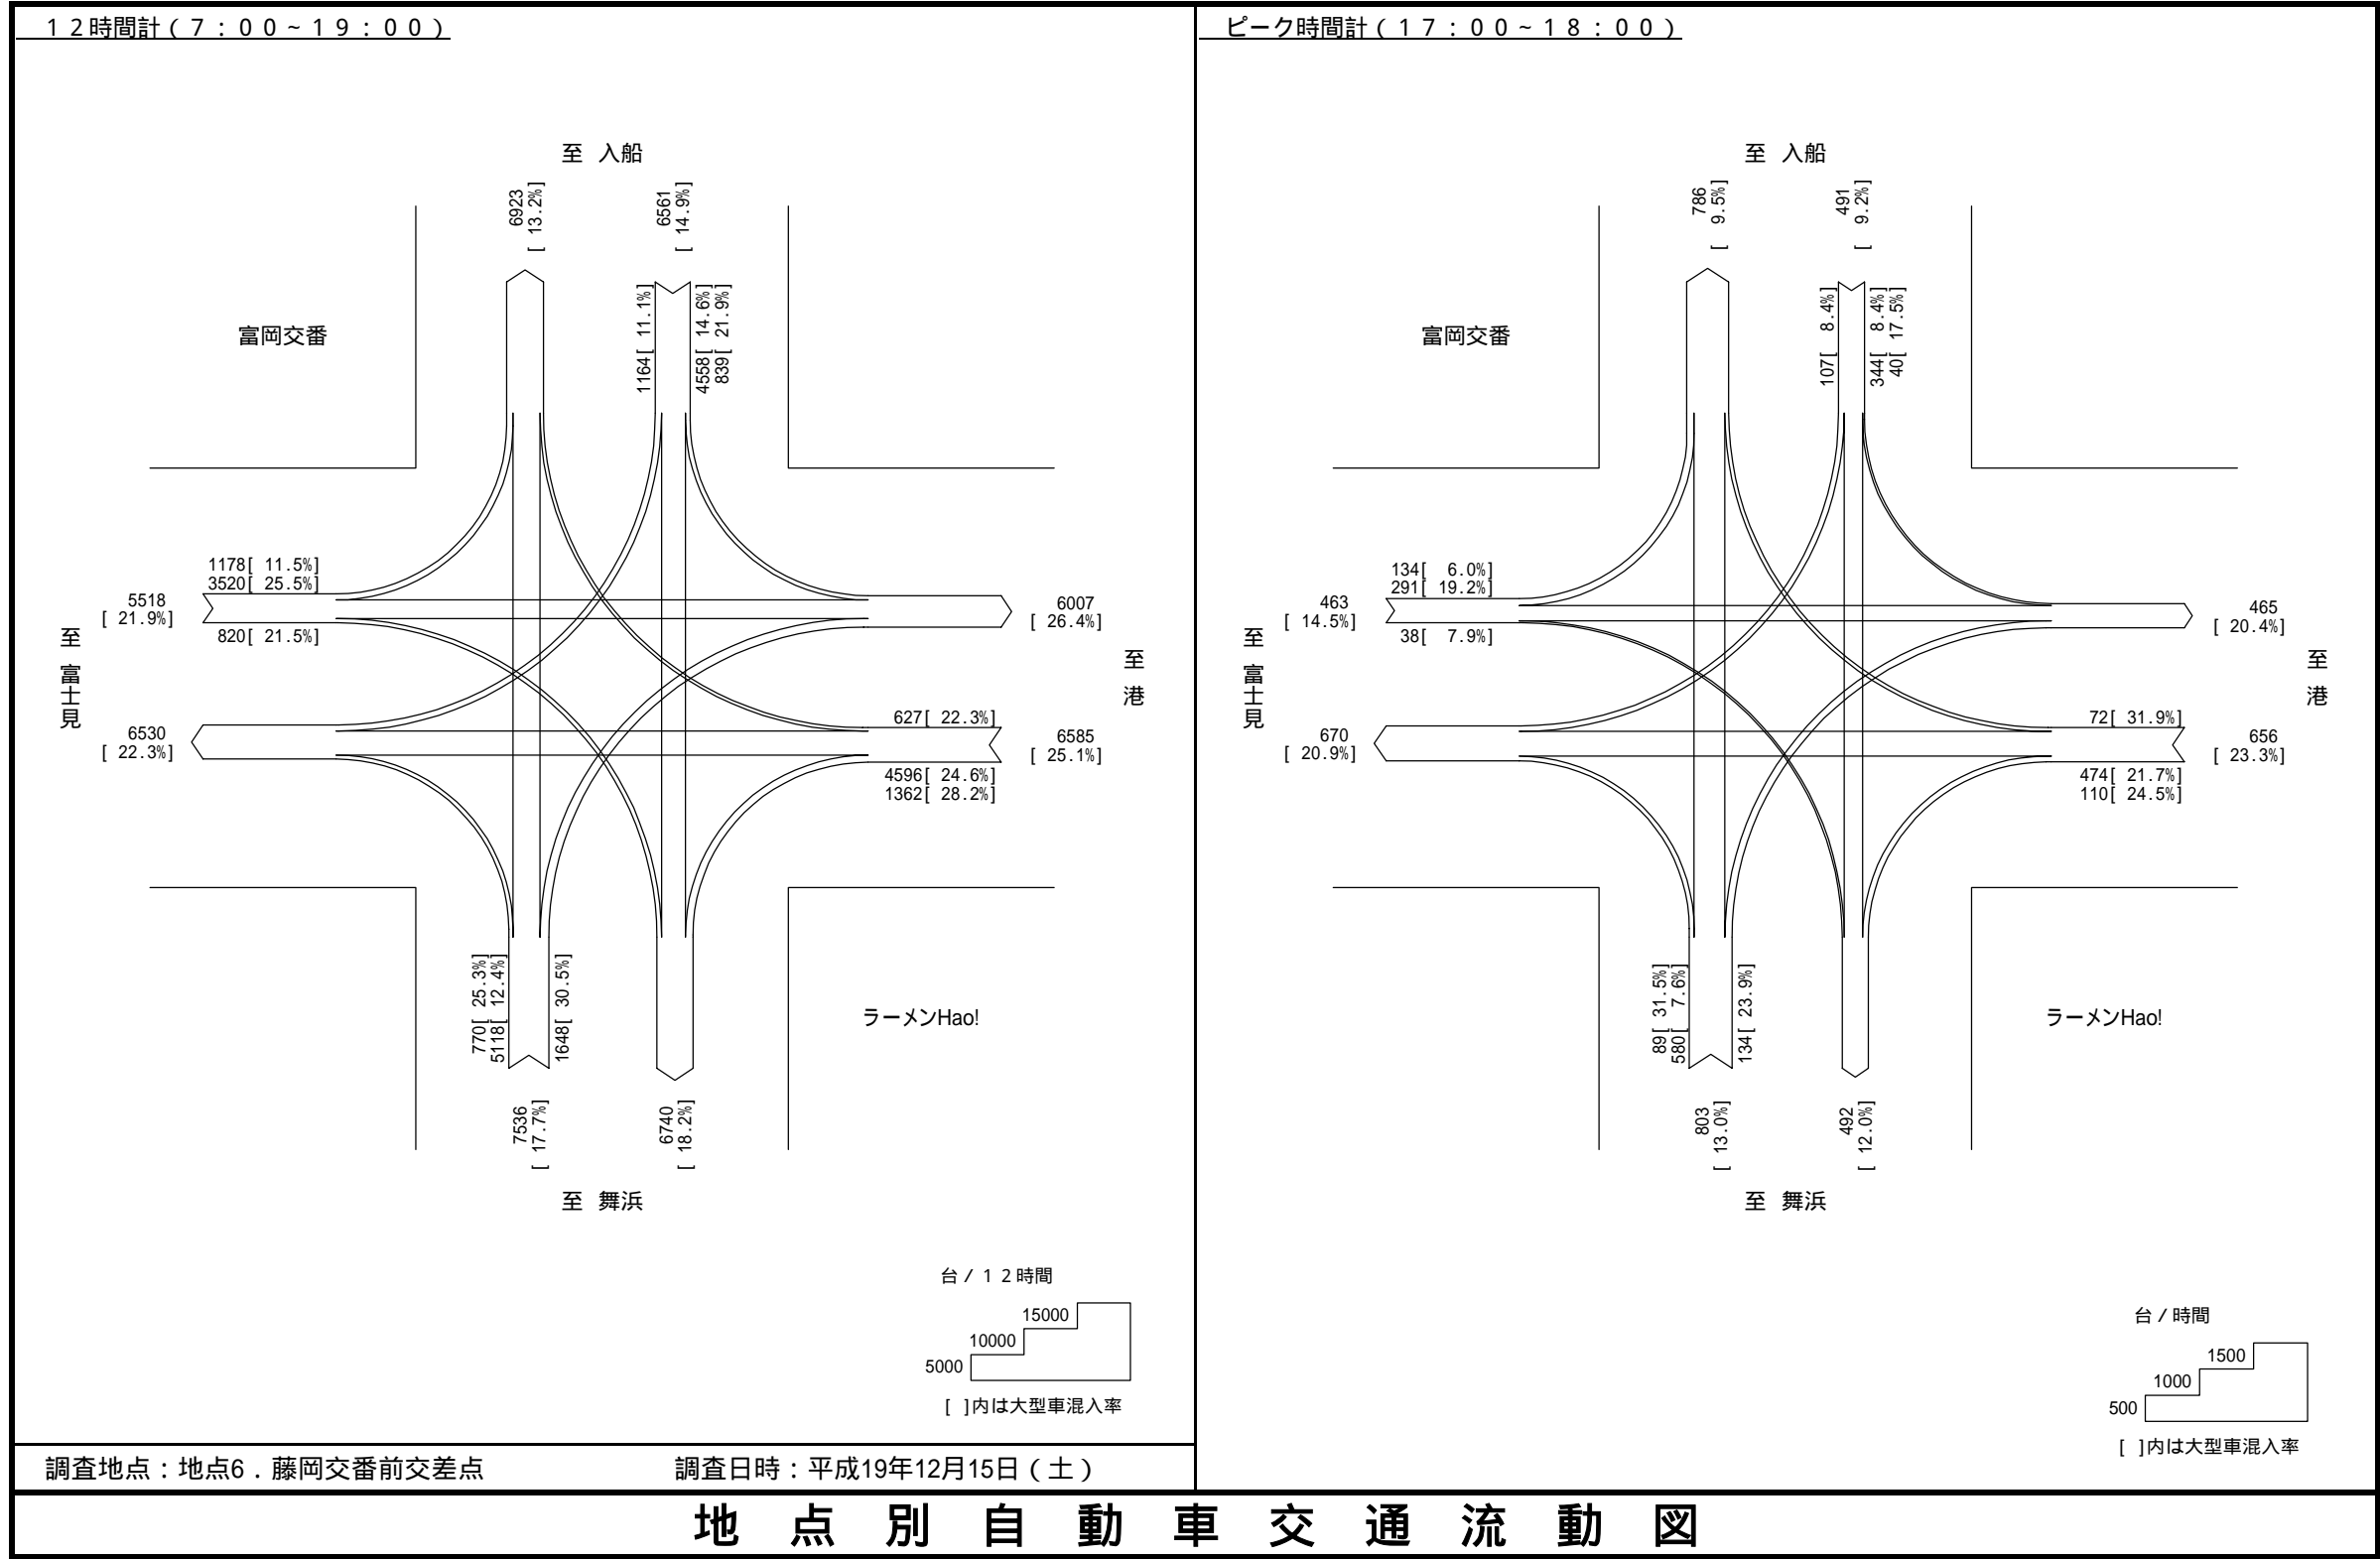 １２時間計（７：００～１９：００）
至 入船
6923
[ 13.2%]
6561
[ 14.9%]
1164[ 11.1%]
4558[ 14.6%]
839[ 21.9%]
富岡交番
1178[ 11.5%]
3520[ 25.5%]
5518
[ 21.9%]
820[ 21.5%]
至 富士見
6530
[ 22.3%]
6007
[ 26.4%]
至 港
627[ 22.3%]
6585
[ 25.1%]
4596[ 24.6%]
1362[ 28.2%]
770[ 25.3%]
5118[ 12.4%]
1648[ 30.5%]
ラーメンHao!
7536
[ 17.7%]
6740
[ 18.2%]
至 舞浜
台／１２時間
15000
10000
5000
[ ]内は大型車混入率
調査地点：地点6．藤岡交番前交差点
調査日時：平成19年12月15日（土）
ピーク時間計（１７：００～１８：００）
至 入船
786
[ 9.5%]
491
[ 9.2%]
107[ 8.4%]
344[ 8.4%]
40[ 17.5%]
富岡交番
134[ 6.0%]
291[ 19.2%]
463
[ 14.5%]
38[ 7.9%]
至 富士見
670
[ 20.9%]
465
[ 20.4%]
至 港
72[ 31.9%]
656
[ 23.3%]
474[ 21.7%]
110[ 24.5%]
89[ 31.5%]
580[ 7.6%]
134[ 23.9%]
ラーメンHao!
803
[ 13.0%]
492
[ 12.0%]
至 舞浜
台／時間
1500
1000
500
[ ]内は大型車混入率
地点別自動車交通流動図